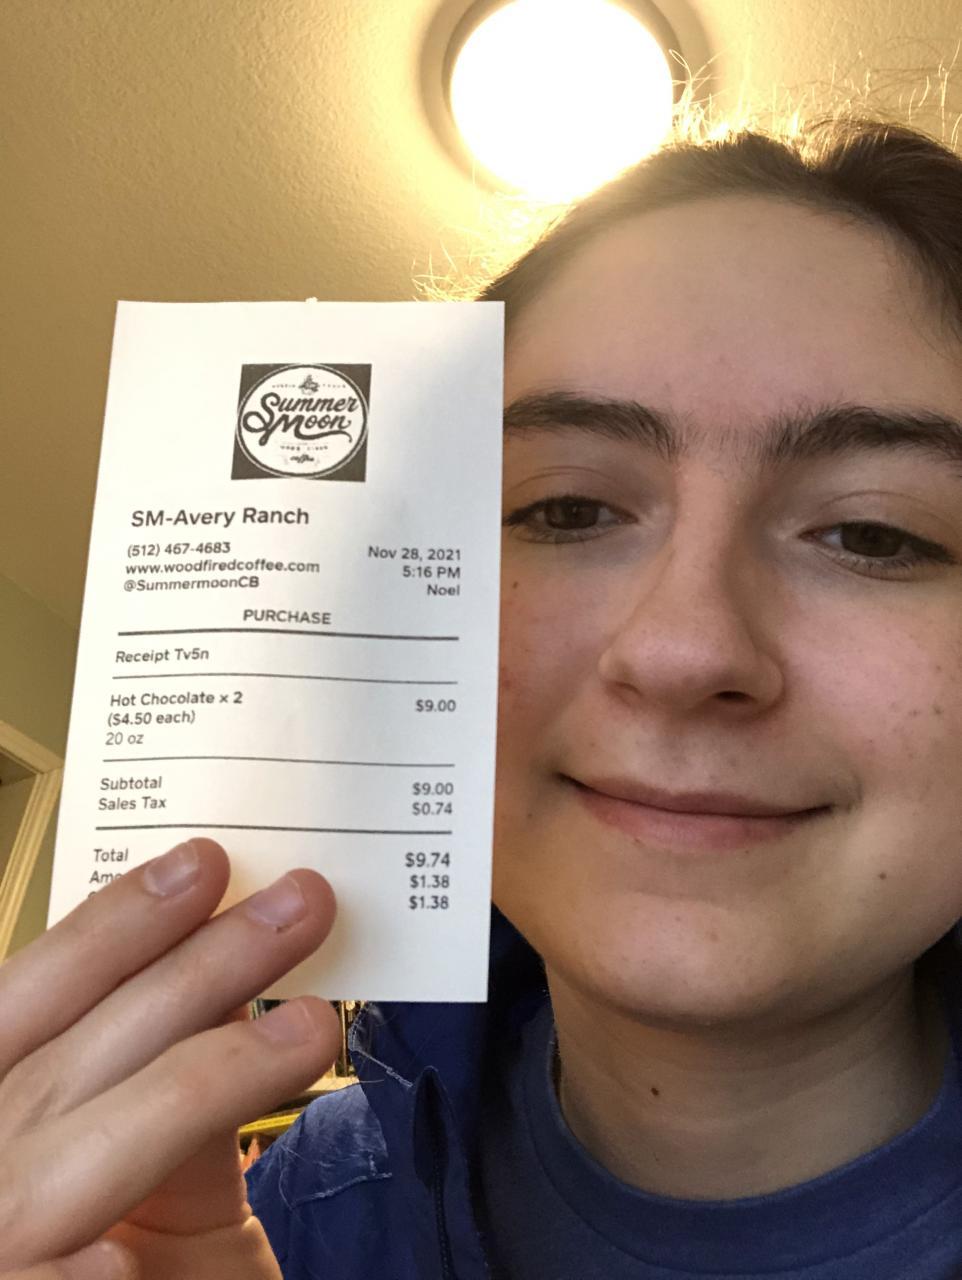 Summer
Moon
coffee
SM-Avery Ranch
(512) 467-4683
www.woodfiredcoffee.com
@SummermoonCB
Nov 28, 2021
5:16 PM
Noel
PURCHASE
Receipt Tv5n
Hot Chocolate × 2 $9.00
($4.50 each)
20 oz
Subtotal $9.00
Sales Tax $0.74
Total $9.74
$1.38
$1.38